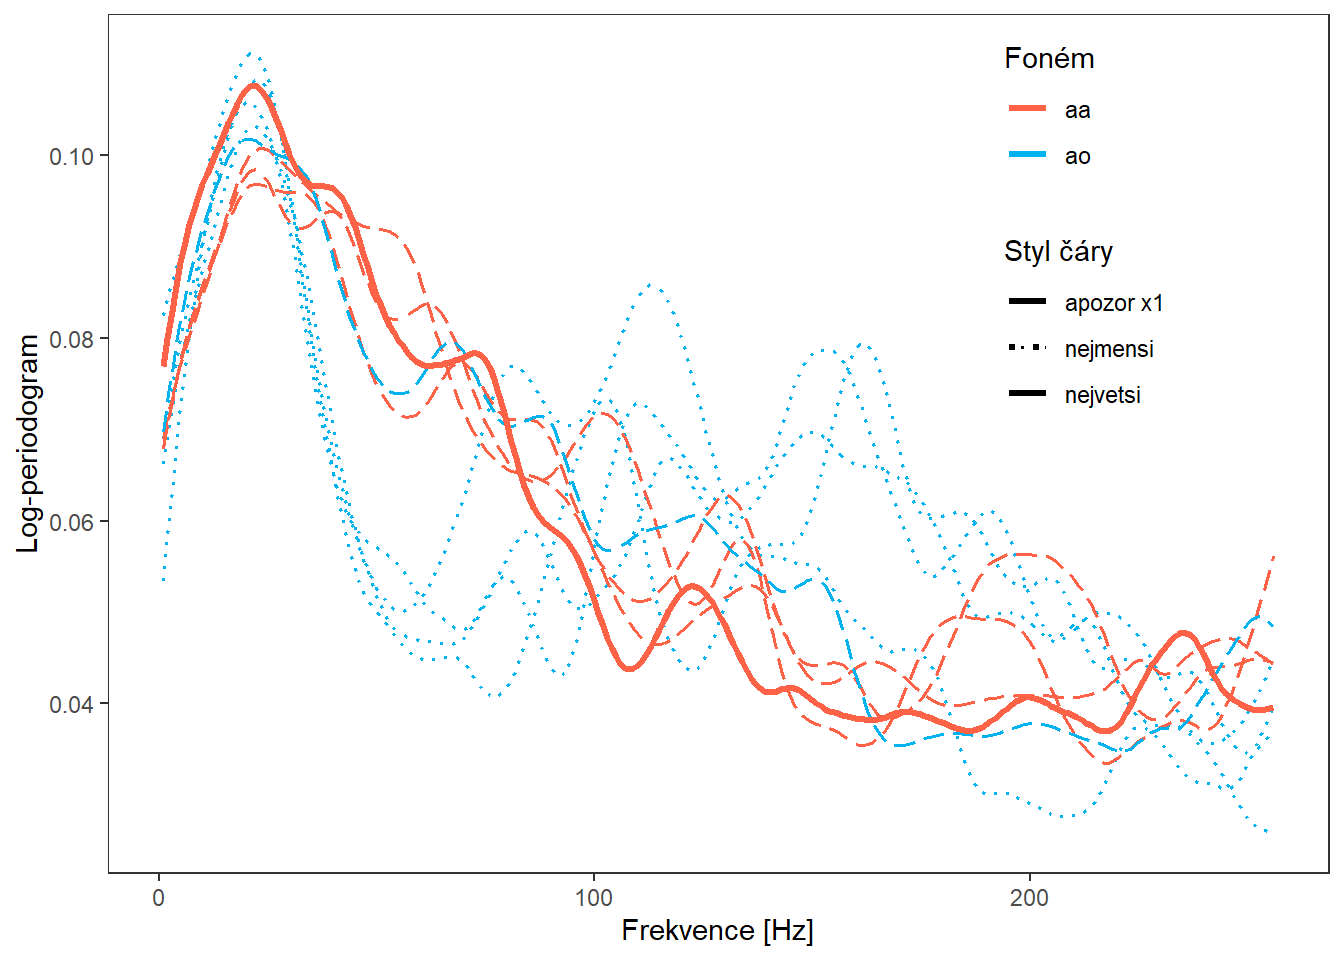 Foném
aa
ao
Styl čáry
apozor x1
nejmensi
nejvetsi
Log-periodogram
0.10
0.08
0.06
0.04
0
100
200
Frekvence [Hz]